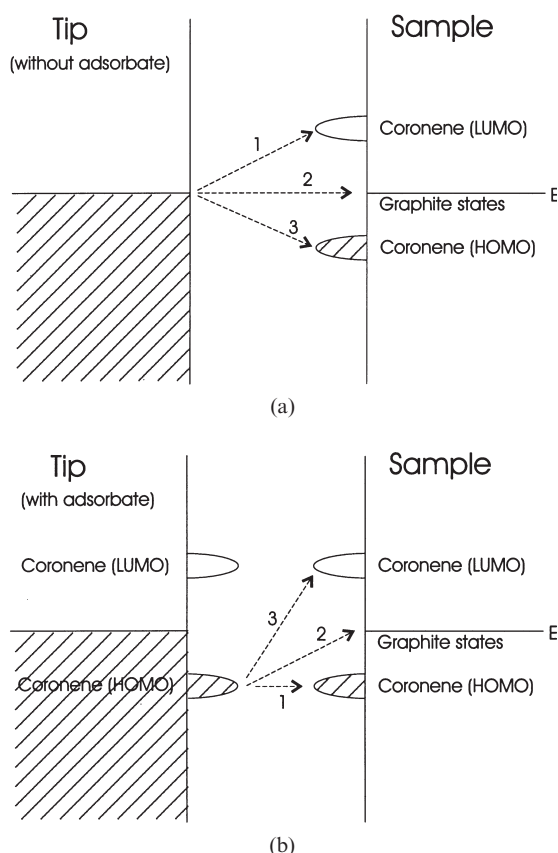 Tip
(without adsorbate)
Sample
Coronene (LUMO)
1
2
E
Graphite states
3
Coronene (HOMO)
(a)
Tip
(with adsorbate)
Sample
Coronene (LUMO)
Coronene (LUMO)
3
2
E
Graphite states
Coronene (HOMO)
Coronene (HOMO)
1
(b)